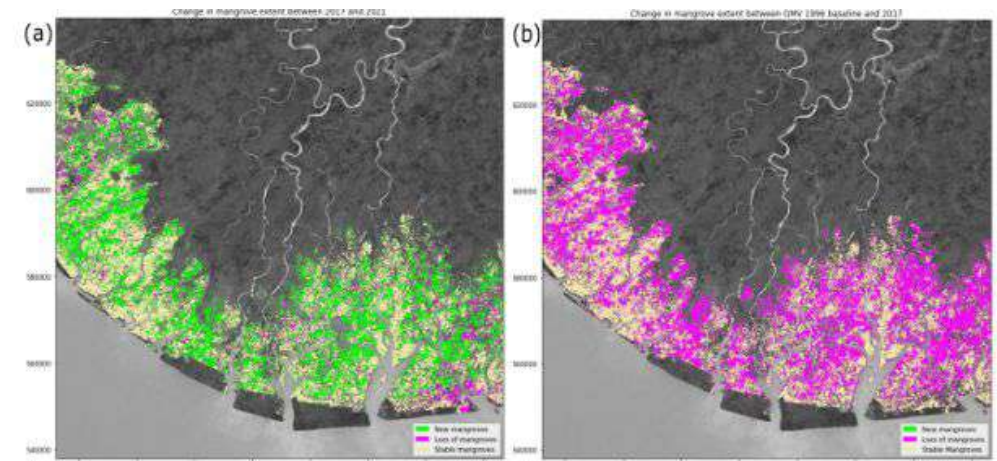 (a)
Change in mangrove extent between 2017 and 2021
620000
600000
580000
560000
540000
New mangroves
Loss of mangroves
Stable mangroves
(b)
Change in mangrove extent between GMV 1996 baseline and 2017
620000
600000
580000
560000
540000
New mangroves
Loss of mangroves
Stable Mangroves